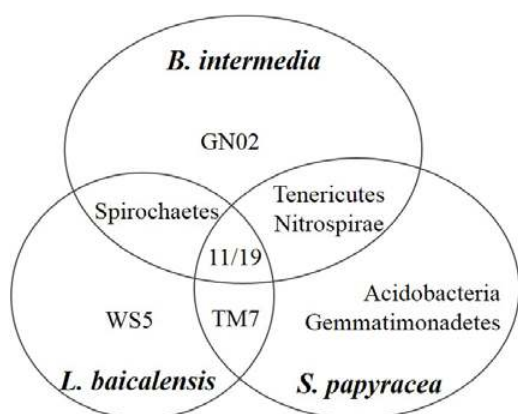 B. intermedia
GN02
Spirochaetes
Tenericutes
Nitrospirae
11/19
WS5
TM7
Acidobacteria
Gemmatimonadetes
L. baicalensis
S. papyracea